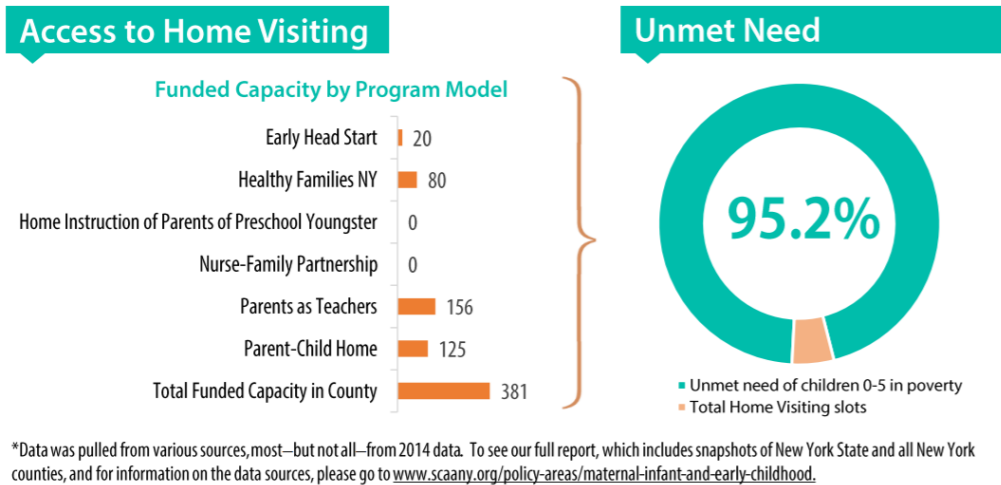 Access to Home Visiting
Unmet Need
Funded Capacity by Program Model
Early Head Start 20
Healthy Families NY 80
Home Instruction of Parents of Preschool Youngster 0
Nurse-Family Partnership 0
Parents as Teachers 156
Parent-Child Home 125
Total Funded Capacity in County 381
95.2%
Unmet need of children 0-5 in poverty
Total Home Visiting slots
*Data was pulled from various sources, most—but not all—from 2014 data. To see our full report, which includes snapshots of New York State and all New York
counties, and for information on the data sources, please go to www.scaany.org/policy-areas/maternal-infant-and-early-childhood.